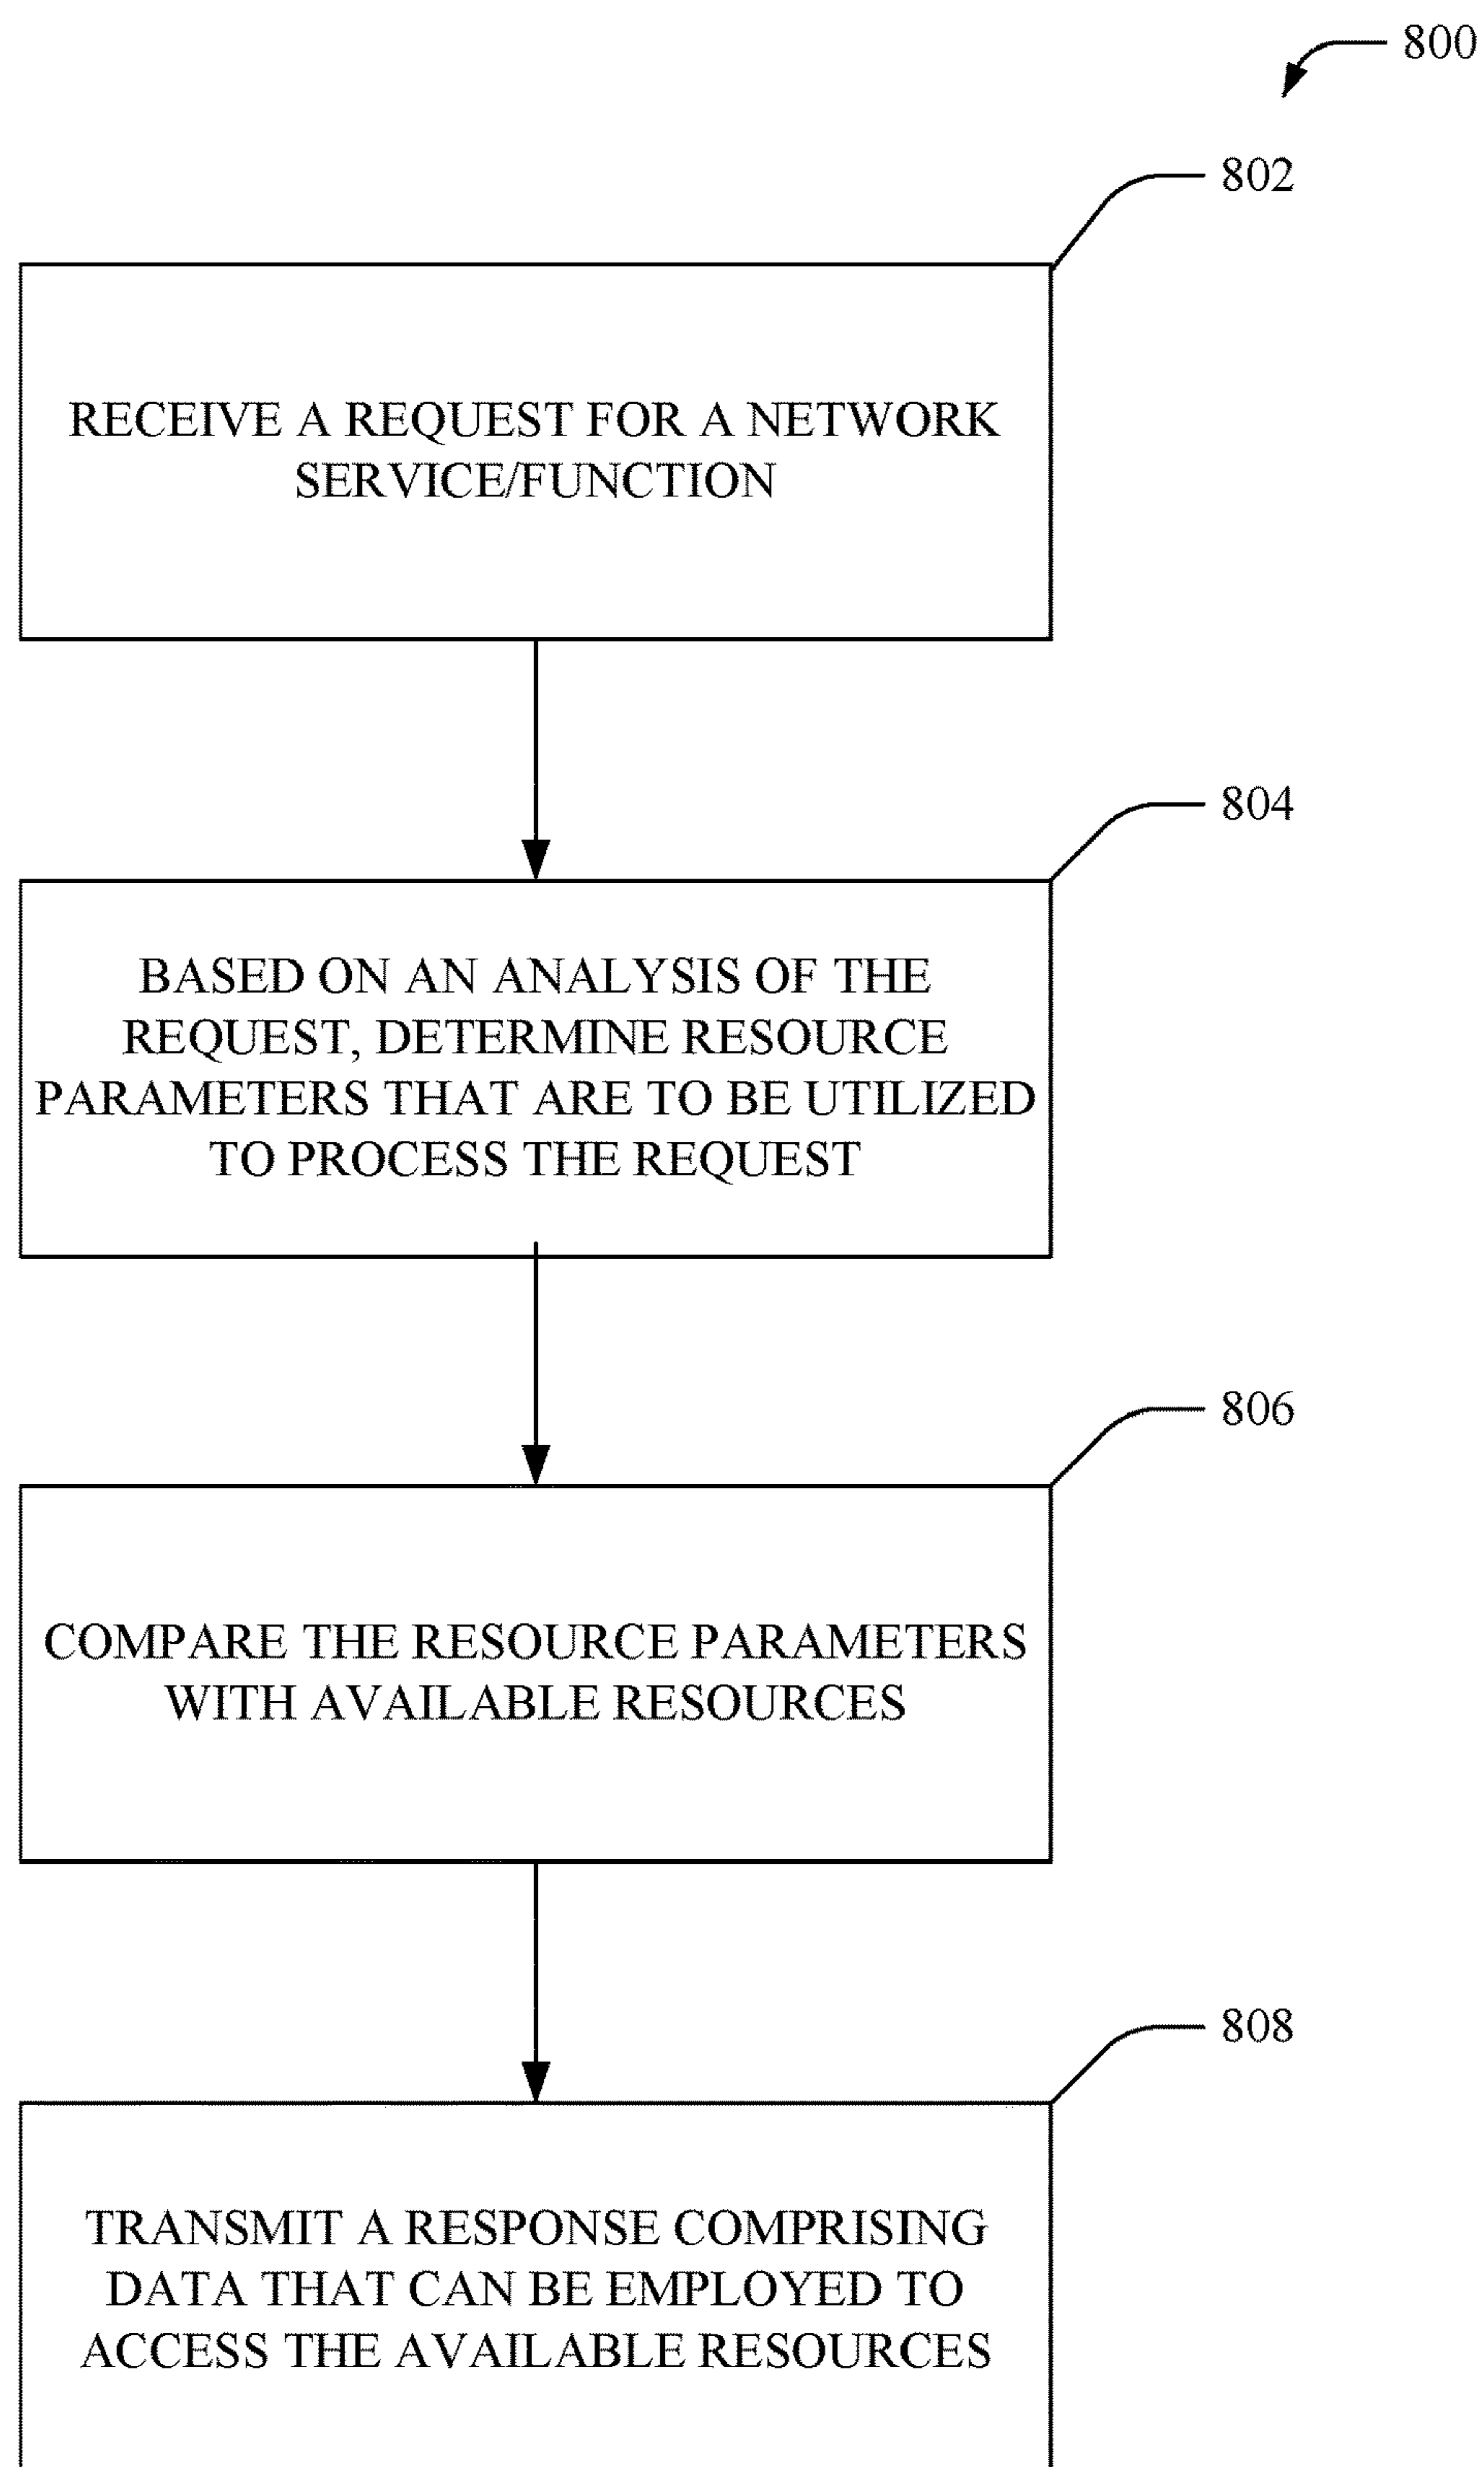 800
802
RECEIVE A REQUEST FOR A NETWORK
SERVICE/FUNCTION
804
BASED ON AN ANALYSIS OF THE
REQUEST, DETERMINE RESOURCE
PARAMETERS THAT ARE TO BE UTILIZED
TO PROCESS THE REQUEST
806
COMPARE THE RESOURCE PARAMETERS
WITH AVAILABLE RESOURCES
808
TRANSMIT A RESPONSE COMPRISING
DATA THAT CAN BE EMPLOYED TO
ACCESS THE AVAILABLE RESOURCES